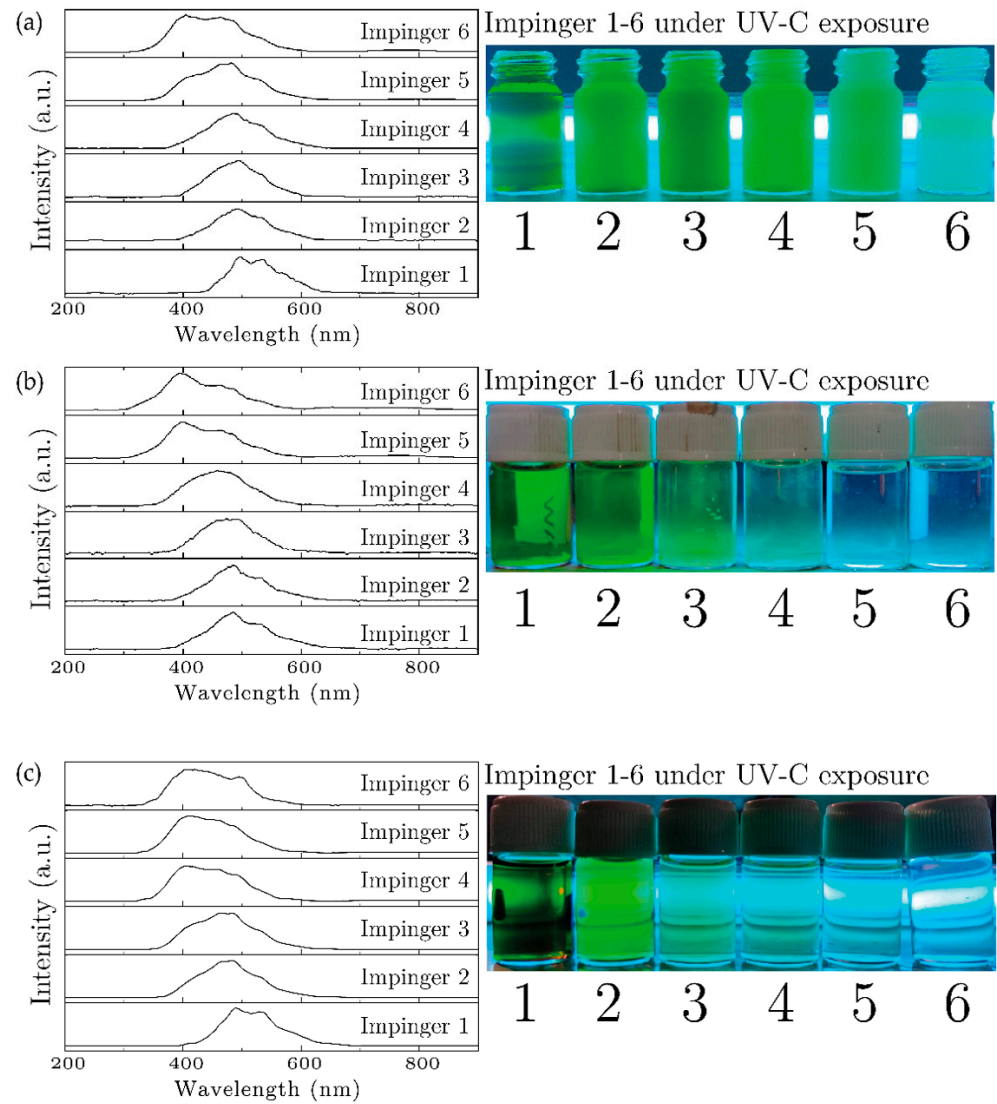 (a)
Impinger 1-6 under UV-C exposure
Intensity (a.u.)
Impinger 6
Impinger 5
Impinger 4
Impinger 3
Impinger 2
Impinger 1
200 400 600 800
Wavelength (nm)
1 2 3 4 5 6
(b)
Impinger 1-6 under UV-C exposure
Intensity (a.u.)
Impinger 6
Impinger 5
Impinger 4
Impinger 3
Impinger 2
Impinger 1
200 400 600 800
Wavelength (nm)
1 2 3 4 5 6
(c)
Impinger 1-6 under UV-C exposure
Intensity (a.u.)
Impinger 6
Impinger 5
Impinger 4
Impinger 3
Impinger 2
Impinger 1
200 400 600 800
Wavelength (nm)
1 2 3 4 5 6